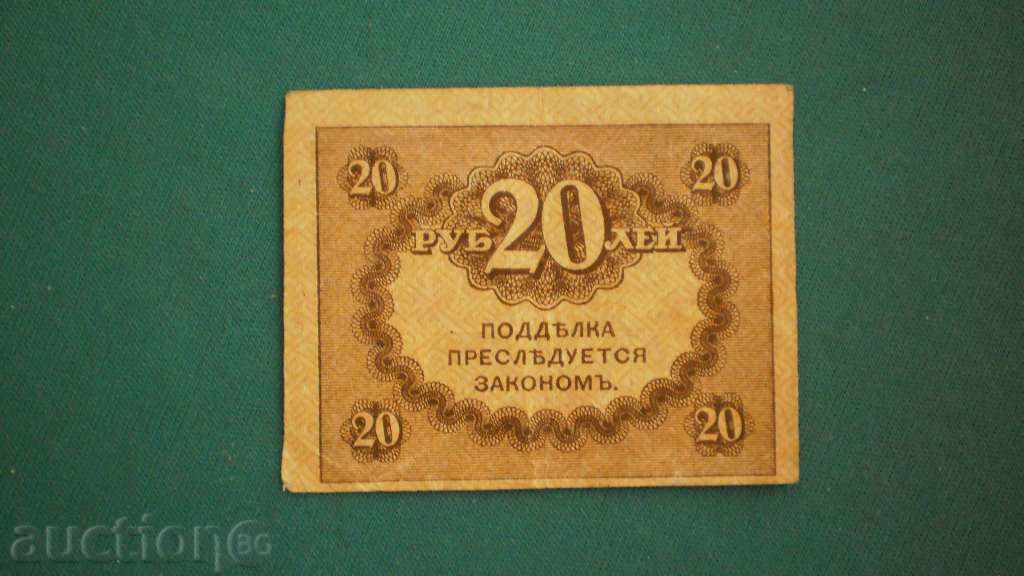 20 20
РУБ 20 ЛЕЙ
ПОДДѢЛКА
ПРЕСЛѢДУЕТСЯ
ЗАКОНОМЪ.
20 20
auction BG